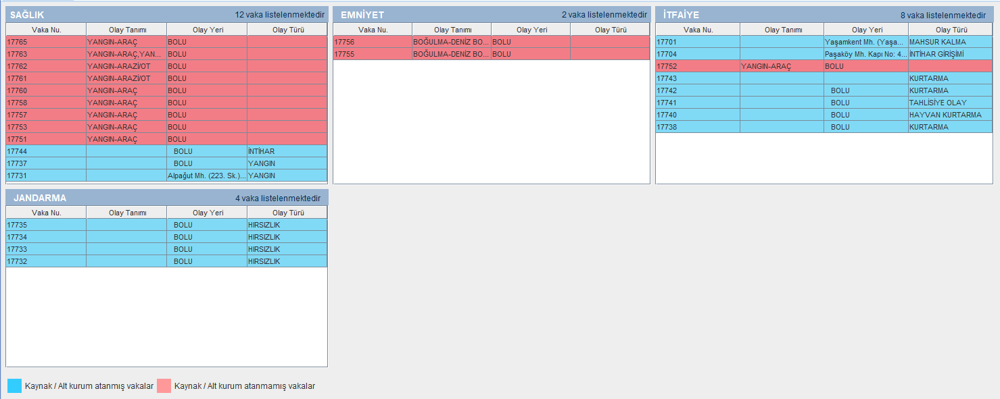 SAĞLIK 12 vaka listelenmektedir
Vaka Nu. Olay Tanımı Olay Yeri Olay Türü
17765 YANGIN-ARAÇ BOLU
17763 YANGIN-ARAÇ,YAN... BOLU
17762 YANGIN-ARAZİ/OT BOLU
17761 YANGIN-ARAZİ/OT BOLU
17760 YANGIN-ARAÇ BOLU
17758 YANGIN-ARAÇ BOLU
17757 YANGIN-ARAÇ BOLU
17753 YANGIN-ARAÇ BOLU
17751 YANGIN-ARAÇ BOLU
17744 BOLU İNTİHAR
17737 BOLU YANGIN
17731 Alpağut Mh. (223. Sk.)... YANGIN
EMNİYET 2 vaka listelenmektedir
Vaka Nu. Olay Tanımı Olay Yeri Olay Türü
17756 BOĞULMA-DENİZ BO... BOLU
17755 BOĞULMA-DENİZ BO... BOLU
İTFAİYE 8 vaka listelenmektedir
Vaka Nu. Olay Tanımı Olay Yeri Olay Türü
17701 Yaşamkent Mh. (Yaşa... MAHSUR KALMA
17704 Paşaköy Mh. Kapı No: 4... İNTİHAR GİRİŞİMİ
17752 YANGIN-ARAÇ BOLU
17743 KURTARMA
17742 BOLU KURTARMA
17741 BOLU TAHLİSİYE OLAY
17740 BOLU HAYVAN KURTARMA
17738 BOLU KURTARMA
JANDARMA 4 vaka listelenmektedir
Vaka Nu. Olay Tanımı Olay Yeri Olay Türü
17735 BOLU HIRSIZLIK
17734 BOLU HIRSIZLIK
17733 BOLU HIRSIZLIK
17732 BOLU HIRSIZLIK
Kaynak / Alt kurum atanmış vakalar Kaynak / Alt kurum atanmamış vakalar